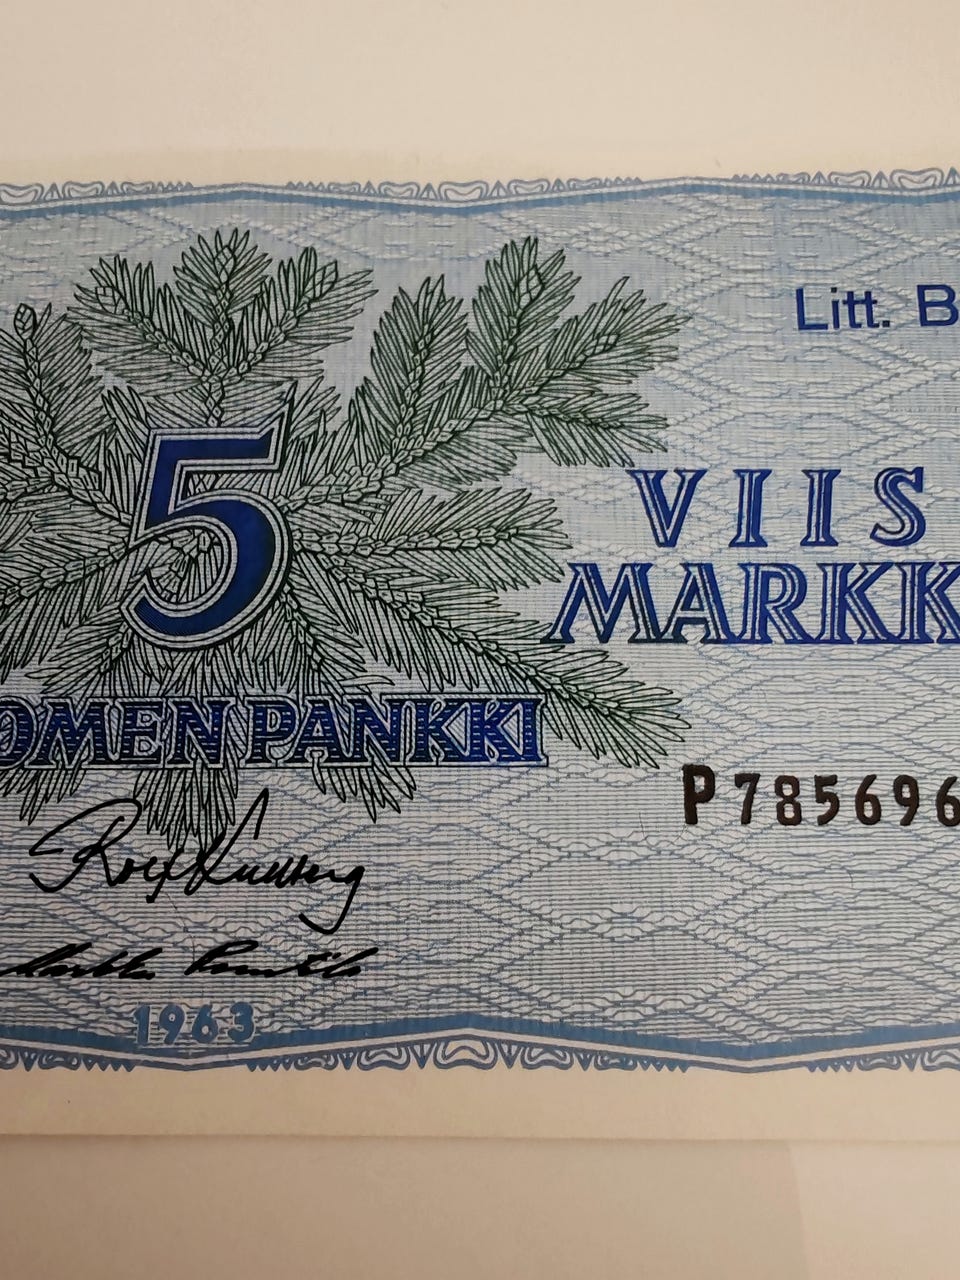 Litt. B
5
VIIS
MARKK
OMEN PANKKI
P785696
1963